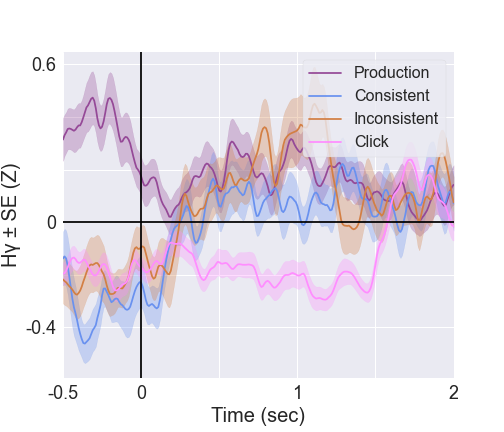 0.6
Production
Consistent
Inconsistent
Click
Hγ ± SE (Z)
0
-0.4
-0.5
0
1
2
Time (sec)